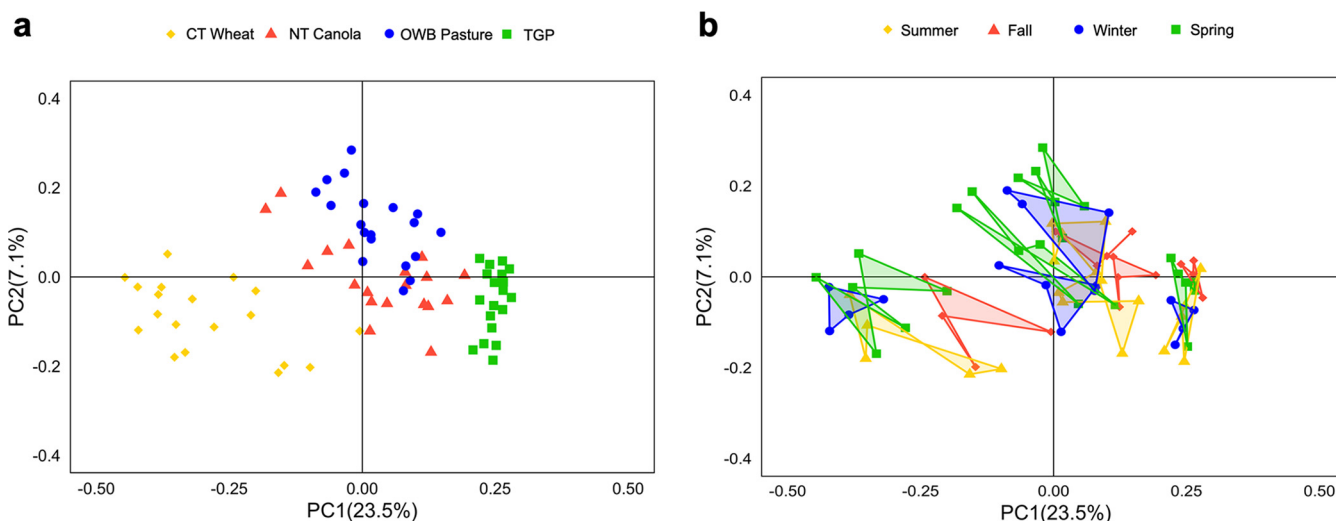 a
CT Wheat NT Canola OWB Pasture TGP
0.4
0.2
0.0
-0.2
-0.4
PC2(7.1%)
-0.50 -0.25 0.00 0.25 0.50
PC1(23.5%)
b
Summer Fall Winter Spring
0.4
0.2
0.0
-0.2
-0.4
PC2(7.1%)
-0.50 -0.25 0.00 0.25 0.50
PC1(23.5%)